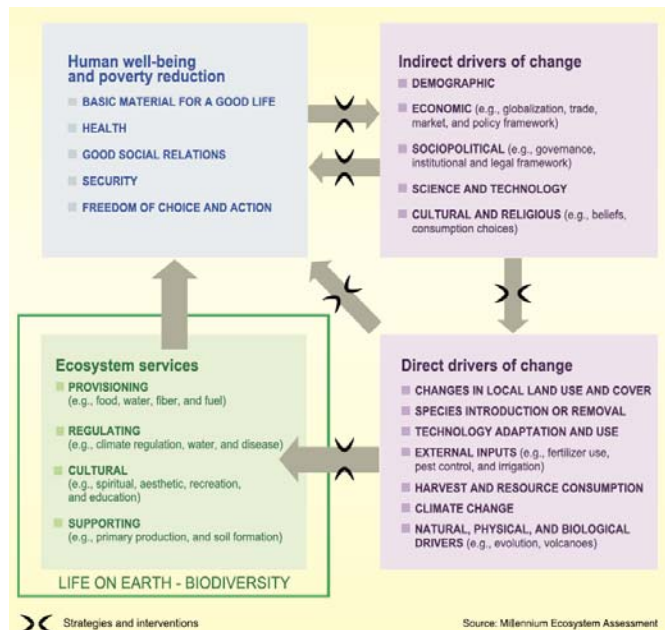 Human well-being
and poverty reduction
BASIC MATERIAL FOR A GOOD LIFE
HEALTH
GOOD SOCIAL RELATIONS
SECURITY
FREEDOM OF CHOICE AND ACTION
Indirect drivers of change
DEMOGRAPHIC
ECONOMIC (e.g., globalization, trade,
market, and policy framework)
SOCIOPOLITICAL (e.g., governance,
institutional and legal framework)
SCIENCE AND TECHNOLOGY
CULTURAL AND RELIGIOUS (e.g., beliefs,
consumption choices)
Ecosystem services
PROVISIONING
(e.g., food, water, fiber, and fuel)
REGULATING
(e.g., climate regulation, water, and disease)
CULTURAL
(e.g., spiritual, aesthetic, recreation,
and education)
SUPPORTING
(e.g., primary production, and soil formation)
LIFE ON EARTH - BIODIVERSITY
Direct drivers of change
CHANGES IN LOCAL LAND USE AND COVER
SPECIES INTRODUCTION OR REMOVAL
TECHNOLOGY ADAPTATION AND USE
EXTERNAL INPUTS (e.g., fertilizer use,
pest control, and irrigation)
HARVEST AND RESOURCE CONSUMPTION
CLIMATE CHANGE
NATURAL, PHYSICAL, AND BIOLOGICAL
DRIVERS (e.g., evolution, volcanoes)
Strategies and interventions
Source: Millennium Ecosystem Assessment